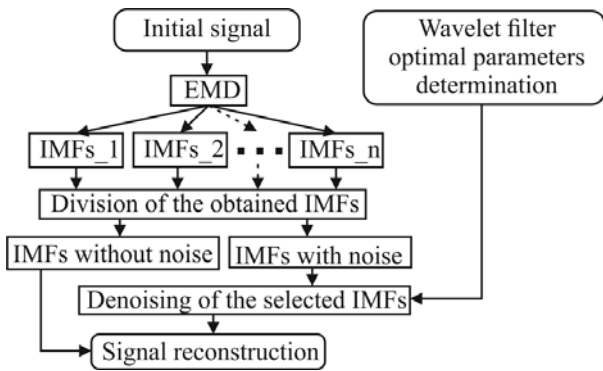 Initial signal
Wavelet filter
optimal parameters
determination
EMD
IMFs_1
IMFs_2
IMFs_n
Division of the obtained IMFs
IMFs without noise
IMFs with noise
Denoising of the selected IMFs
Signal reconstruction